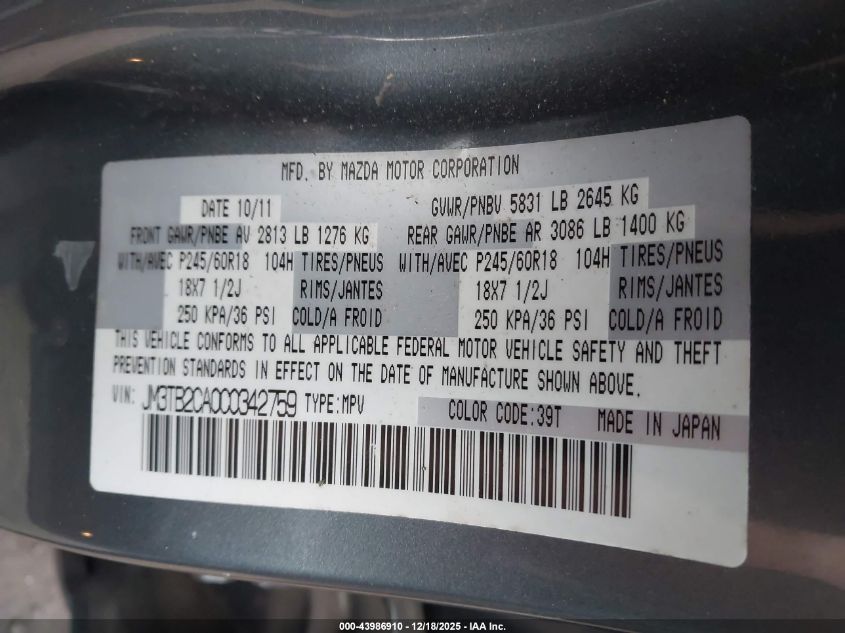 MFD. BY MAZDA MOTOR CORPORATION
DATE 10/11 GVWR/PNBV 5831 LB 2645 KG
FRONT GAWR/PNBE AV 2813 LB 1276 KG REAR GAWR/PNBE AR 3086 LB 1400 KG
WITH/AVEC P245/60R18 104H TIRES/PNEUS WITH/AVEC P245/60R18 104H TIRES/PNEUS
18X7 1/2J RIMS/JANTES 18X7 1/2J RIMS/JANTES
250 KPA/36 PSI COLD/A FROID 250 KPA/36 PSI COLD/A FROID
THIS VEHICLE CONFORMS TO ALL APPLICABLE FEDERAL MOTOR VEHICLE SAFETY AND THEFT
PREVENTION STANDARDS IN EFFECT ON THE DATE OF MANUFACTURE SHOWN ABOVE.
VIN: JM3TB2CA0C0342759 TYPE:MPV COLOR CODE:39T MADE IN JAPAN
000-43986910 - 12/18/2025 - IAA Inc.